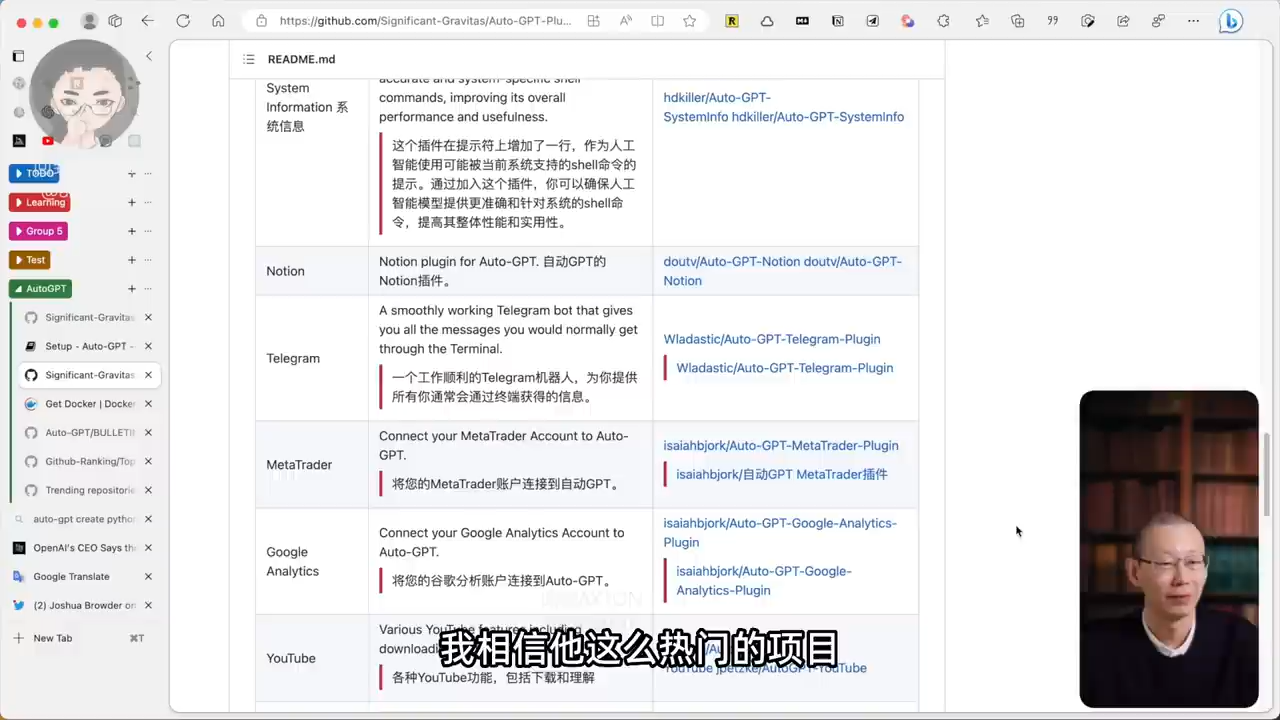 https://github.com/Significant-Gravitas/Auto-GPT-Plu...
README.md
TODO
Learning
Group 5
Test
AutoGPT
Significant-Gravitas
Setup - Auto-GPT -
Significant-Gravitas
Get Docker | Docker
Auto-GPT/BULLETI
Github-Ranking/Top
Trending repositories
auto-gpt create python
OpenAI's CEO Says the
Google Translate
(2) Joshua Browder on
New Tab
⌘T
System
Information 系
统信息
accurate and system-specific shell
commands, improving its overall
performance and usefulness.
这个插件在提示符上增加了一行，作为人工
智能使用可能被当前系统支持的shell命令的
提示。通过加入这个插件，你可以确保人工
智能模型提供更准确和针对系统的shell命
令，提高其整体性能和实用性。
hdkiller/Auto-GPT-
SystemInfo hdkiller/Auto-GPT-SystemInfo
Notion
Notion plugin for Auto-GPT. 自动GPT的
Notion插件。
doutv/Auto-GPT-Notion doutv/Auto-GPT-
Notion
Telegram
A smoothly working Telegram bot that gives
you all the messages you would normally get
through the Terminal.
一个工作顺利的Telegram机器人，为你提供
所有你通常会通过终端获得的信息。
Wladastic/Auto-GPT-Telegram-Plugin
Wladastic/Auto-GPT-Telegram-Plugin
MetaTrader
Connect your MetaTrader Account to Auto-
GPT.
将您的MetaTrader账户连接到自动GPT。
isaiahbjork/Auto-GPT-MetaTrader-Plugin
isaiahbjork/自动GPT MetaTrader插件
Google
Analytics
Connect your Google Analytics Account to
Auto-GPT.
将您的谷歌分析账户连接到Auto-GPT。
isaiahbjork/Auto-GPT-Google-Analytics-
Plugin
isaiahbjork/Auto-GPT-Google-
Analytics-Plugin
YouTube
Various YouTube features including
downloadi
各种YouTube功能，包括下载和理解
YouTube jpetzke/AutoGPT-YouTube
我相信他这么热门的项目